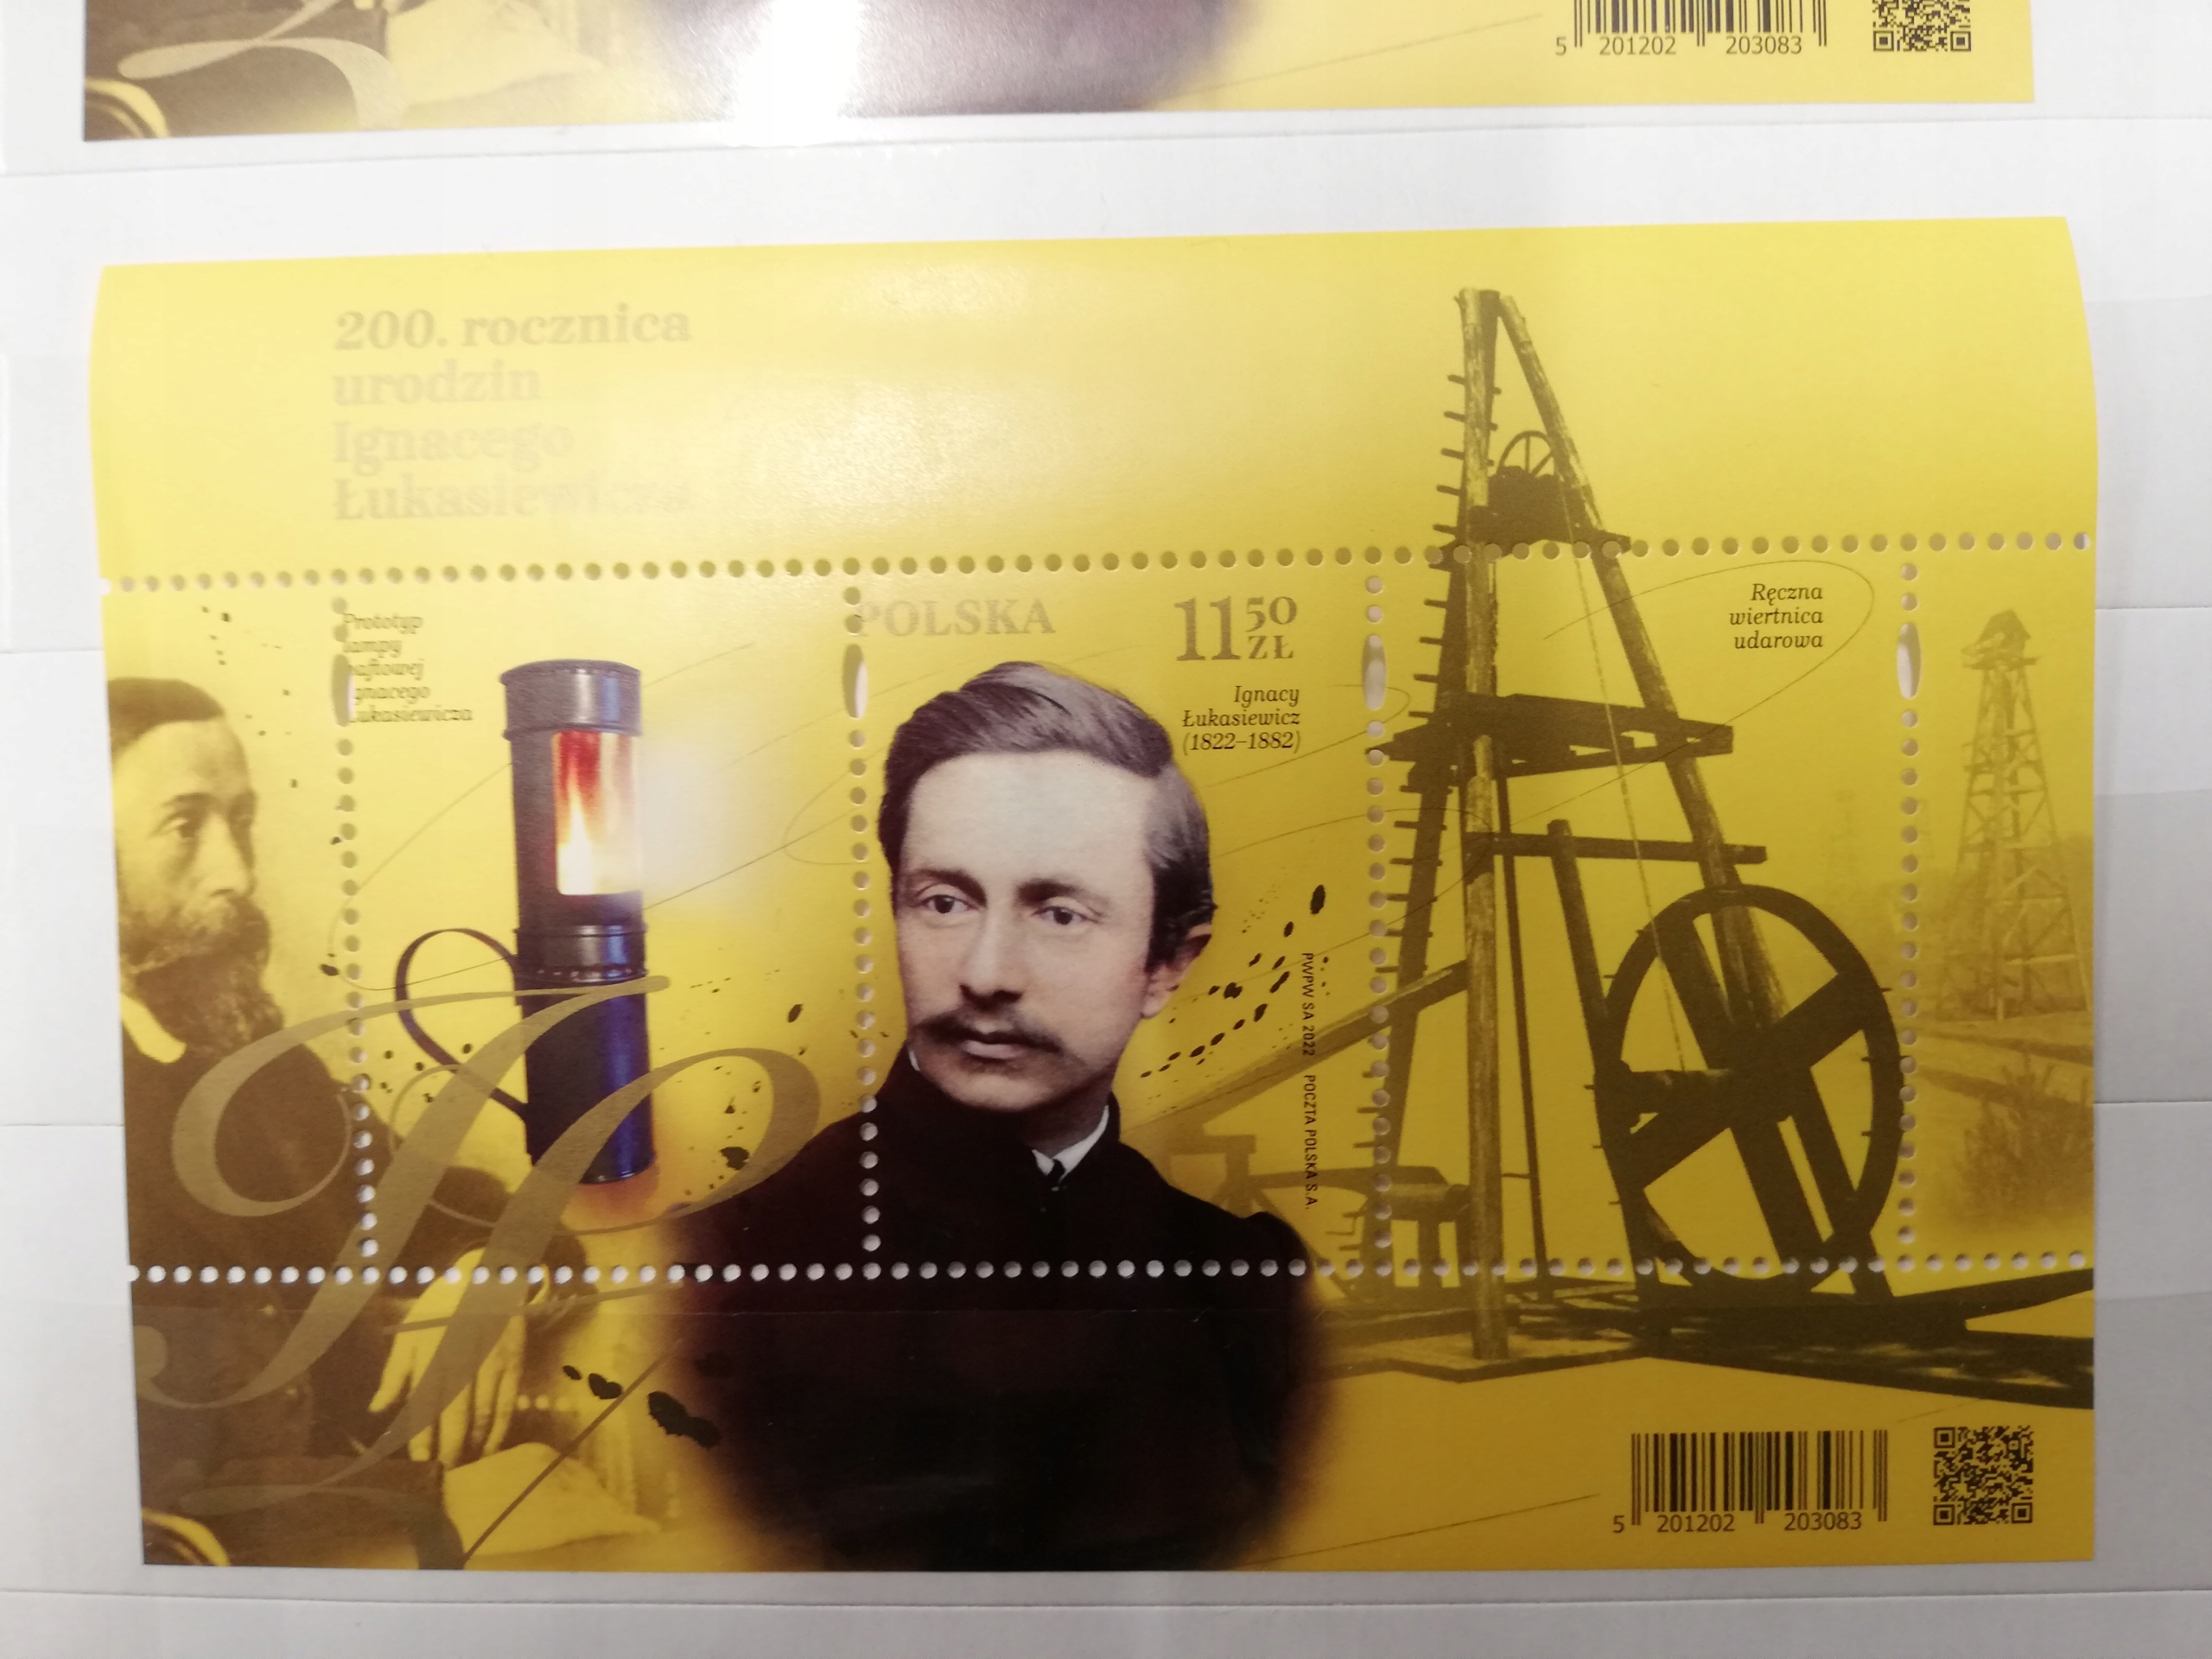 5 201202 203083
200. rocznica
urodzin
Ignacego
Łukasiewicza
Prototyp
lampy
naftowej
Ignacego
Łukasiewicza
POLSKA
11 50 ZŁ
Ignacy
Łukasiewicz
(1822–1882)
PWPW SA 2022 POCZTA POLSKA S.A.
Ręczna
wiertnica
udarowa
5 201202 203083